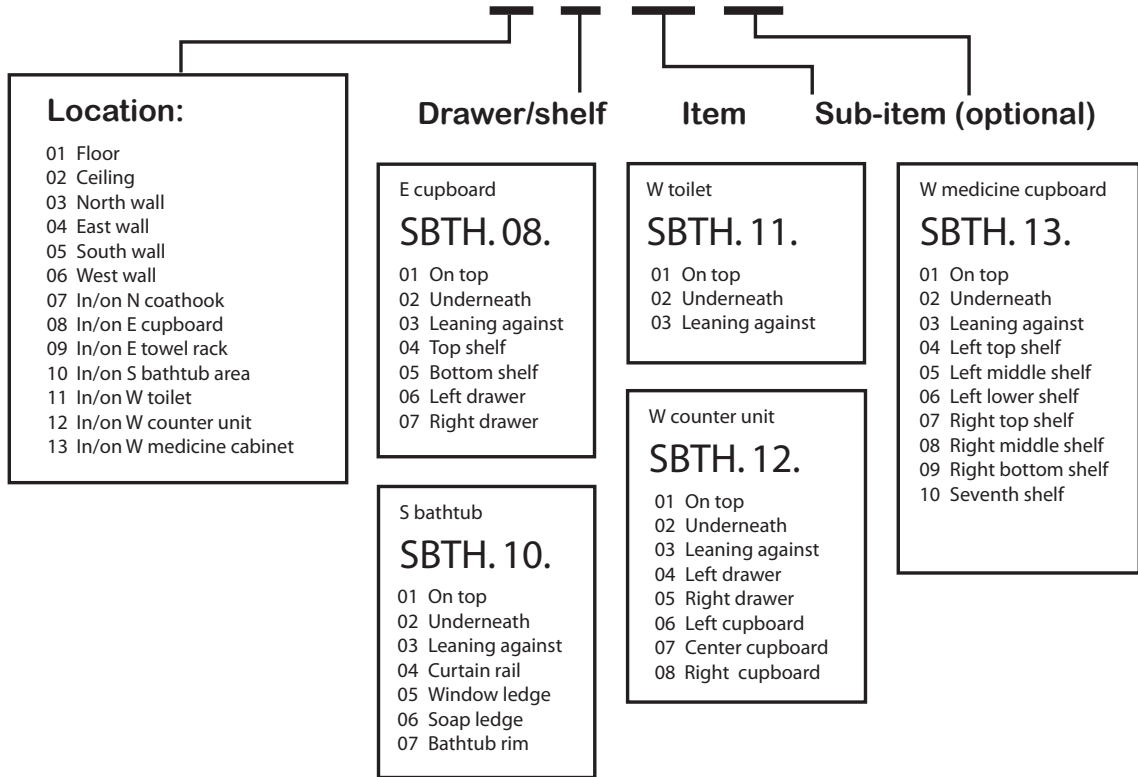 Location:
01 Floor
02 Ceiling
03 North wall
04 East wall
05 South wall
06 West wall
07 In/on N coathook
08 In/on E cupboard
09 In/on E towel rack
10 In/on S bathtub area
11 In/on W toilet
12 In/on W counter unit
13 In/on W medicine cabinet
Drawer/shelf
Item
Sub-item (optional)
E cupboard
SBTH. 08.
01 On top
02 Underneath
03 Leaning against
04 Top shelf
05 Bottom shelf
06 Left drawer
07 Right drawer
S bathtub
SBTH. 10.
01 On top
02 Underneath
03 Leaning against
04 Curtain rail
05 Window ledge
06 Soap ledge
07 Bathtub rim
W toilet
SBTH. 11.
01 On top
02 Underneath
03 Leaning against
W counter unit
SBTH. 12.
01 On top
02 Underneath
03 Leaning against
04 Left drawer
05 Right drawer
06 Left cupboard
07 Center cupboard
08 Right cupboard
W medicine cupboard
SBTH. 13.
01 On top
02 Underneath
03 Leaning against
04 Left top shelf
05 Left middle shelf
06 Left lower shelf
07 Right top shelf
08 Right middle shelf
09 Right bottom shelf
10 Seventh shelf